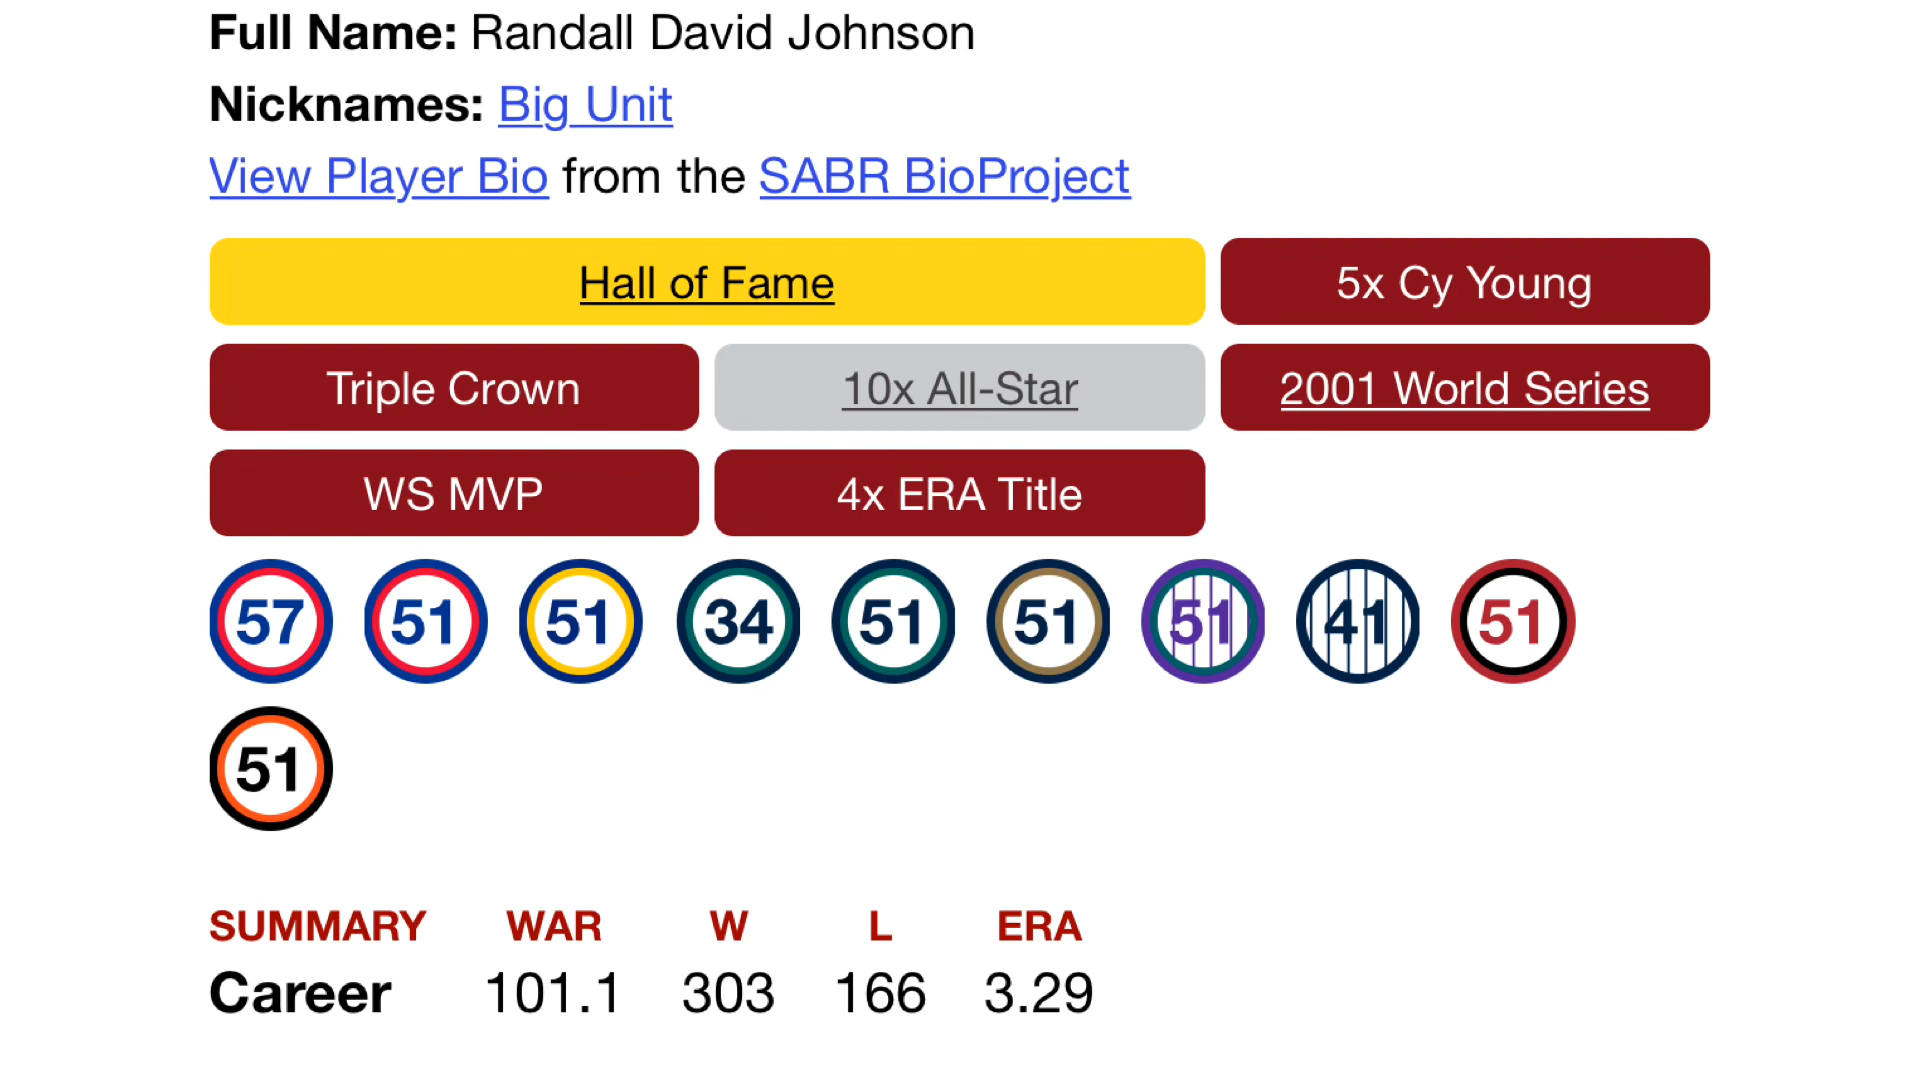 Full Name: Randall David Johnson
Nicknames: Big Unit
View Player Bio from the SABR BioProject
Hall of Fame 5x Cy Young
Triple Crown 10x All-Star 2001 World Series
WS MVP 4x ERA Title
57 51 51 34 51 51 51 41 51
51
SUMMARY WAR W L ERA
Career 101.1 303 166 3.29